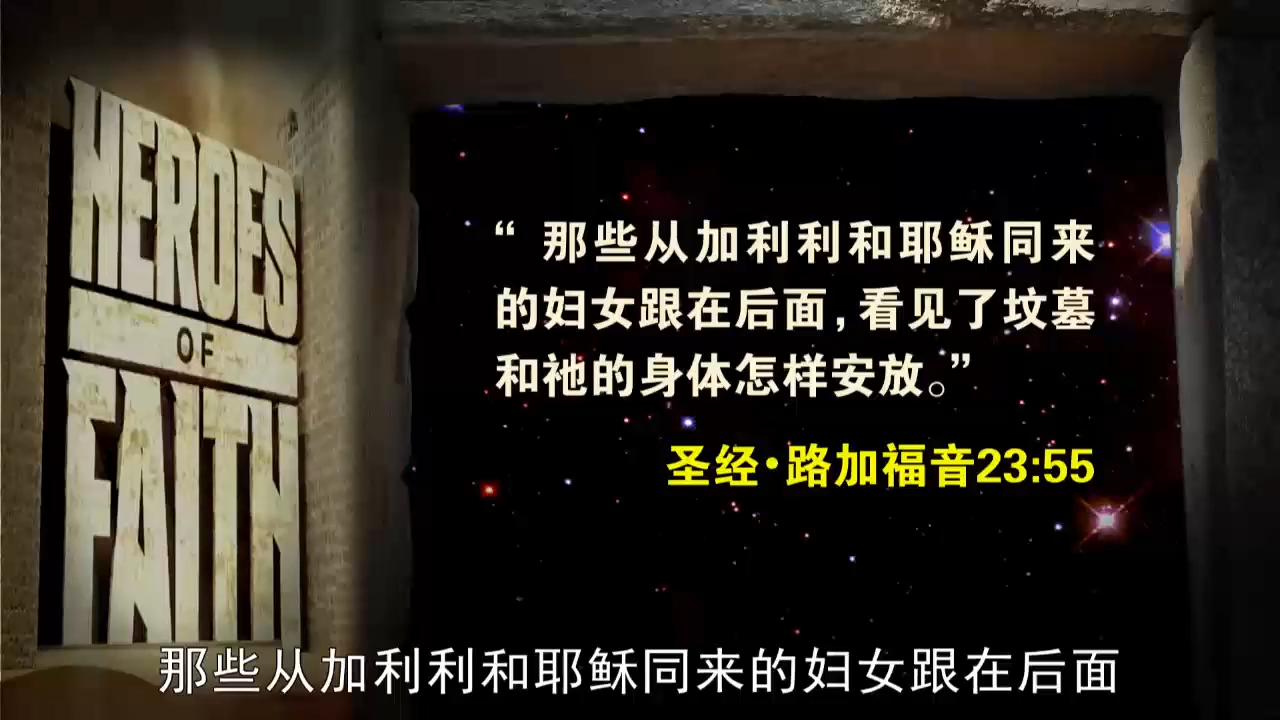 HEROES
OF
FAITH
“ 那些从加利利和耶稣同来
的妇女跟在后面，看见了坟墓
和祂的身体怎样安放。”
圣经·路加福音23:55
那些从加利利和耶稣同来的妇女跟在后面